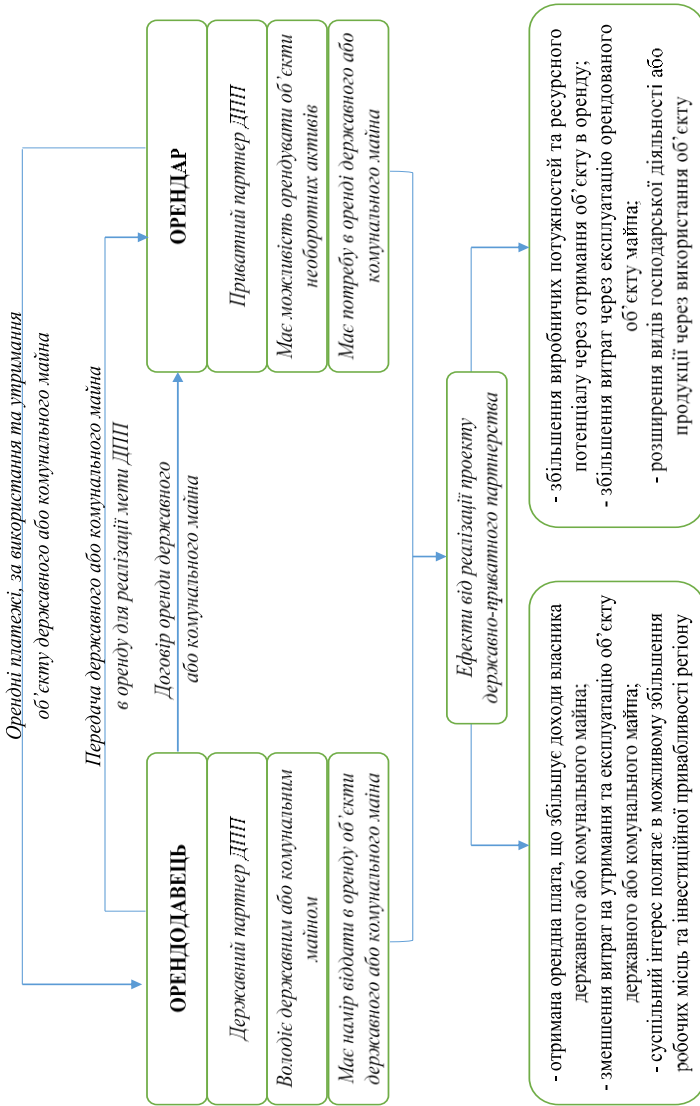 Орендні платежі, за використання та утримання
об’єкту державного або комунального майна
Передача державного або комунального майна
в оренду для реалізації мети ДПП
Договір оренди державного
або комунального майна
ОРЕНДОДАВЕЦЬ
Державний партнер ДПП
Володіє державним або комунальним
майном
Має намір віддати в оренду об’єкти
державного або комунального маіна
ОРЕНДАР
Приватний партнер ДПП
Має можливість орендувати об’єкти
необоротних активів
Має потребу в оренді державного або
комунального майна
Ефекти від реалізації проекту
державно-приватного партнерства
- отримана орендна плата, що збільшує доходи власника
державного або комунального майна;
- зменшення витрат на утримання та експлуатацію об’єкту
державного або комунального майна;
- суспільний інтерес полягає в можливому збільшення
робочих місць та інвестиційної привабливості регіону
- збільшення виробничих потужностей та ресурсного
потенціалу через отримання об’єкту в оренду;
- збільшення витрат через експлуатацію орендованого
об’єкту майна;
- розширення видів господарської діяльності або
продукції через використання об’єкту